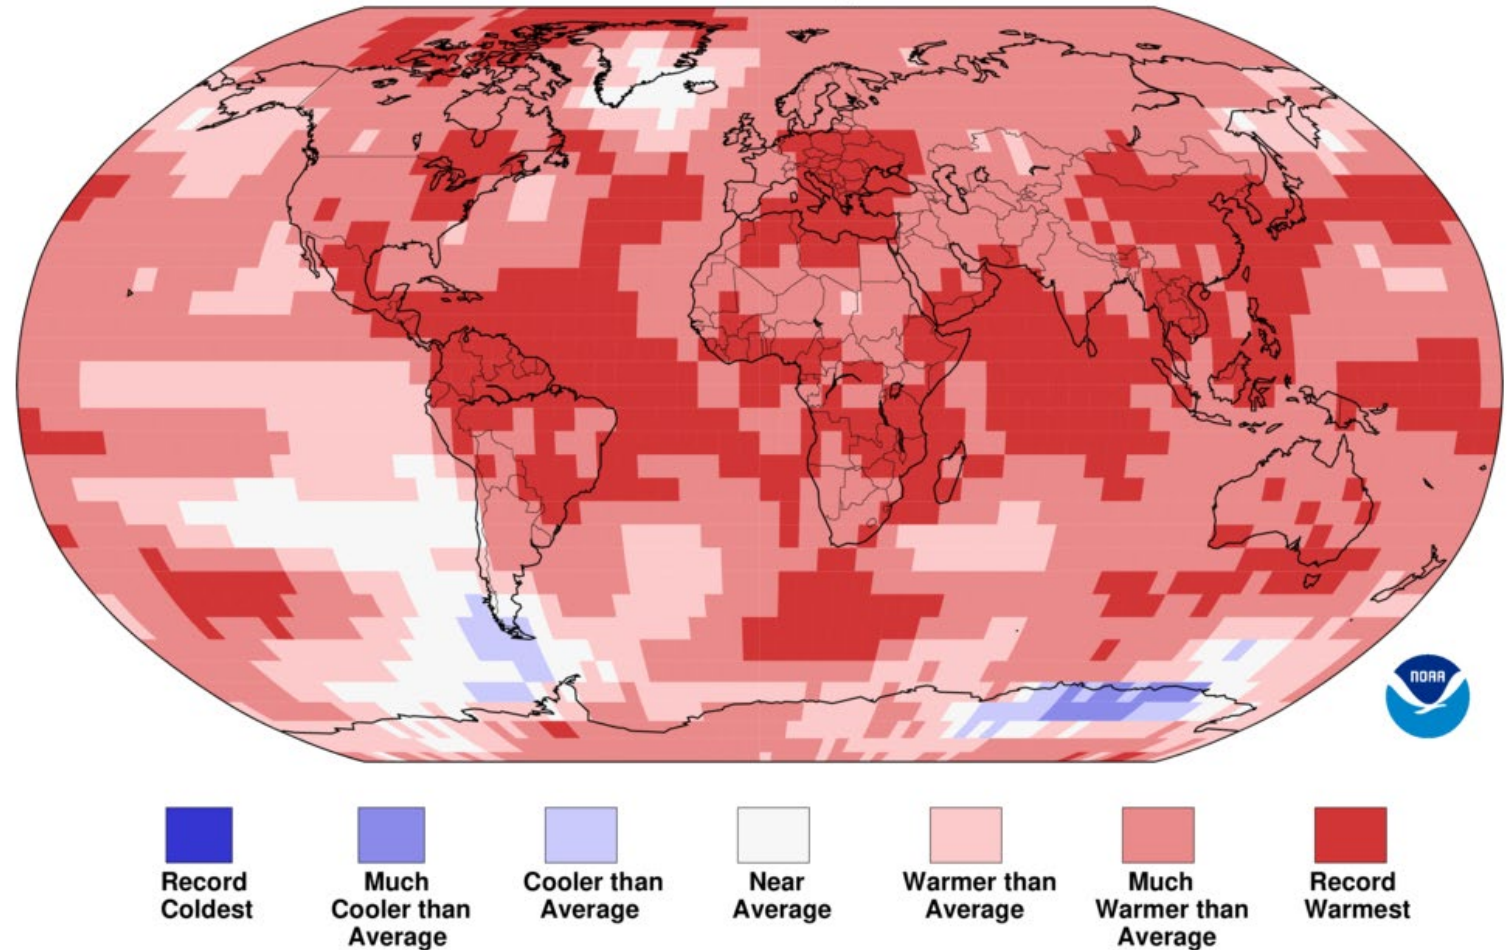 NOAA
Record
Coldest
Much
Cooler than
Average
Cooler than
Average
Near
Average
Warmer than
Average
Much
Warmer than
Average
Record
Warmest